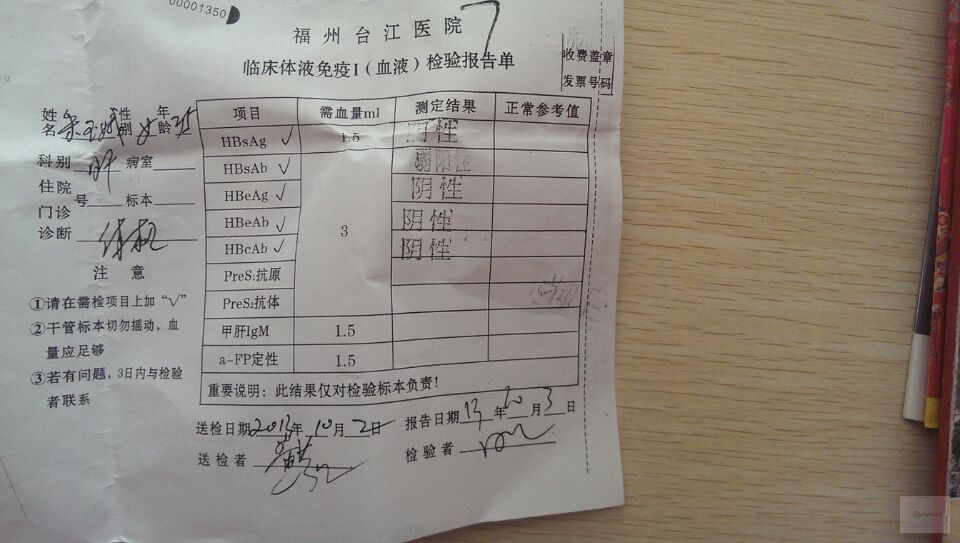 00001350
7
福州台江医院
临床体液免疫I(血液)检验报告单
收费盖章
发票号码
姓名 性别 女 年龄
科别 肝 病室
住院
号 标本
门诊
诊断 体检
注 意
①请在需检项目上加“√”
②干管标本切勿摇动,血
量应足够
③若有问题,3日内与检验
者联系
项目 需血量ml 测定结果 正常参考值
HBsAg √ 1.5 阴性
HBsAb √ 弱阳性
HBeAg √ 阴性
HBeAb √ 3 阴性
HBcAb √ 阴性
PreS₁抗原
PreS₂抗体
甲肝IgM 1.5
a-FP定性 1.5
重要说明:此结果仅对检验标本负责!
送检日期 2013年10月2日 报告日期 13年10月3日
送检者 检验者